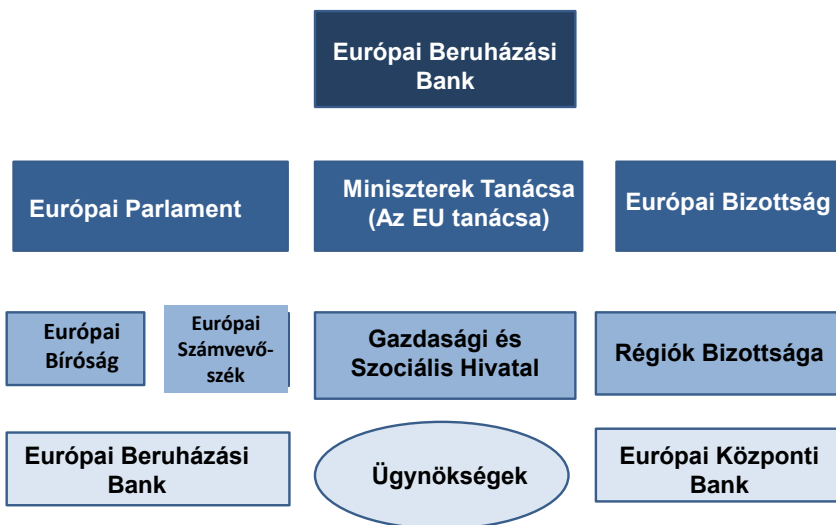 Európai Beruházási
Bank
Európai Parlament
Miniszterek Tanácsa
(Az EU tanácsa)
Európai Bizottság
Európai
Bíróság
Európai
Számvevő-
szék
Gazdasági és
Szociális Hivatal
Régiók Bizottsága
Európai Beruházási
Bank
Ügynökségek
Európai Központi
Bank